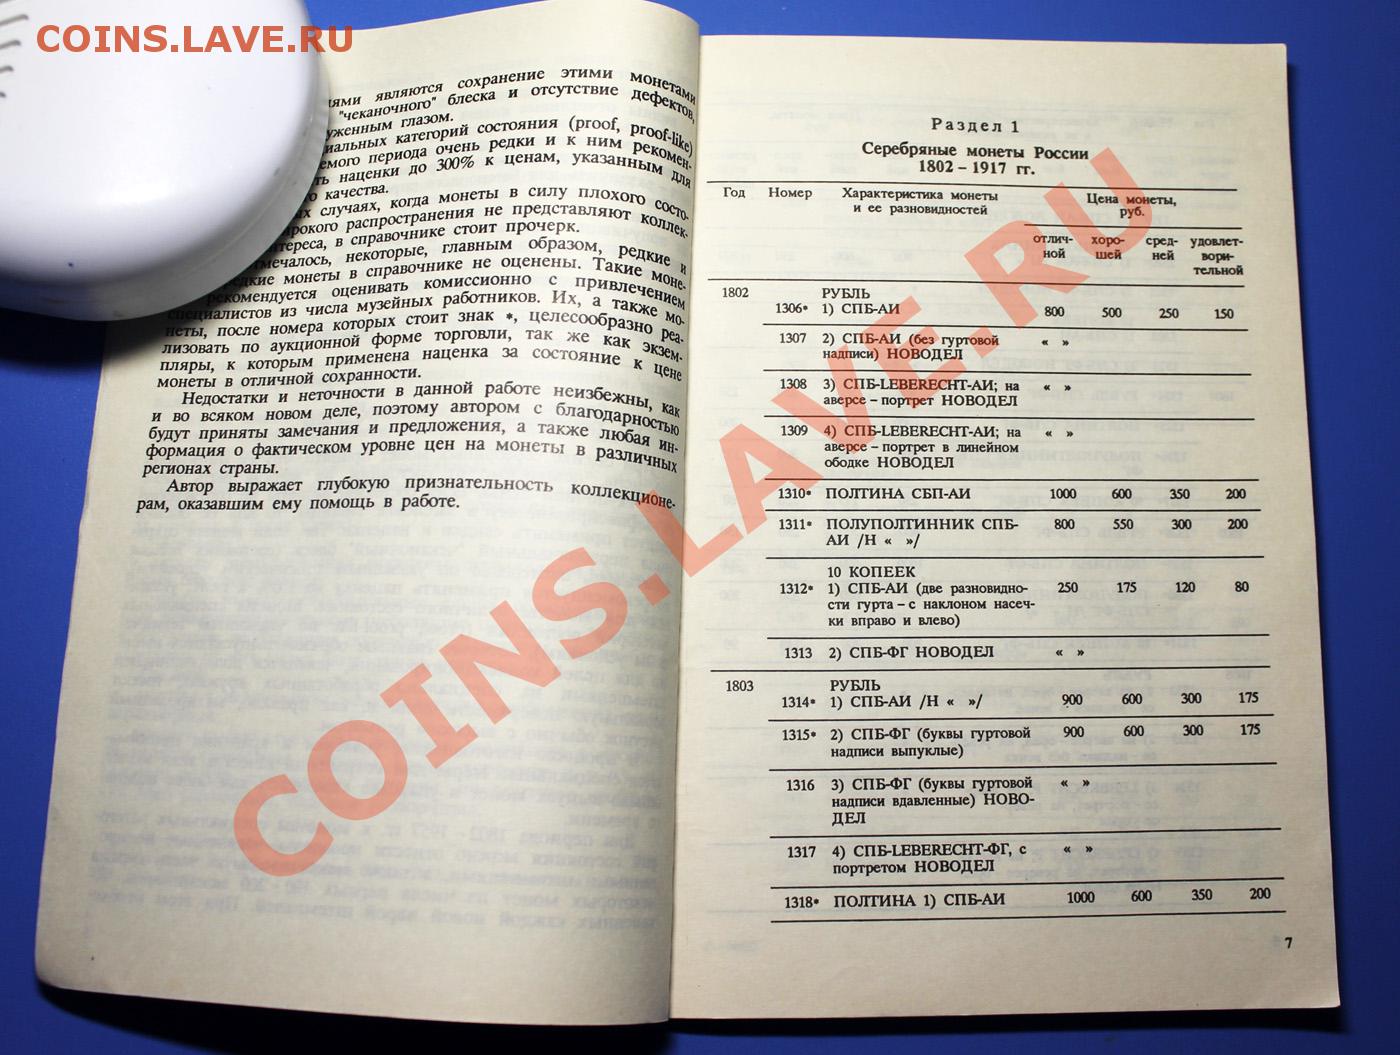 COINS.LAVE.RU
ями являются сохранение этими монетами
"чеканочного" блеска и отсутствие дефектов,
уженным глазом.
иальных категорий состояния (proof, proof-like)
емого периода очень редки и к ним рекомен-
ть наценки до 300% к ценам, указанным для
о качества.
их случаях, когда монеты в силу плохого состо-
ирокого распространения не представляют коллек-
тереса, в справочнике стоит прочерк.
тмечалось, некоторые, главным образом, редкие и
едкие монеты в справочнике не оценены. Такие моне-
рекомендуется оценивать комиссионно с привлечением
специалистов из числа музейных работников. Их, а также мо-
неты, после номера которых стоит знак *, целесообразно реа-
лизовать по аукционной форме торговли, так же как экзем-
пляры, к которым применена наценка за состояние к цене
монеты в отличной сохранности.
Недостатки и неточности в данной работе неизбежны, как
и во всяком новом деле, поэтому автором с благодарностью
будут приняты замечания и предложения, а также любая ин-
формация о фактическом уровне цен на монеты в различных
регионах страны.
Автор выражает глубокую признательность коллекционе-
рам, оказавшим ему помощь в работе.
Раздел 1
Серебряные монеты России
1802 - 1917 гг.
Год Номер Характеристика монеты Цена монеты,
и ее разновидностей руб.
отлич- хоро- сред- удовлет-
ной шей ней вори-
тельной
1802 РУБЛЬ
1306* 1) СПБ-АИ 800 500 250 150
1307 2) СПБ-АИ (без гуртовой « »
надписи) НОВОДЕЛ
1308 3) СПБ-LEBERECHT-АИ; на « »
аверсе - портрет НОВОДЕЛ
1309 4) СПБ-LEBERECHT-АИ; на « »
аверсе - портрет в линейном
ободке НОВОДЕЛ
1310* ПОЛТИНА СБП-АИ 1000 600 350 200
1311* ПОЛУПОЛТИННИК СПБ- 800 550 300 200
АИ /Н « »/
10 КОПЕЕК
1312* 1) СПБ-АИ (две разновидно- 250 175 120 80
сти гурта - с наклоном насеч-
ки вправо и влево)
1313 2) СПБ-ФГ НОВОДЕЛ « »
1803 РУБЛЬ
1314* 1) СПБ-АИ /Н « »/ 900 600 300 175
1315* 2) СПБ-ФГ (буквы гуртовой 900 600 300 175
надписи выпуклые)
1316 3) СПБ-ФГ (буквы гуртовой « »
надписи вдавленные) НОВО-
ДЕЛ
1317 4) СПБ-LEBERECHT-ФГ, с « »
портретом НОВОДЕЛ
1318* ПОЛТИНА 1) СПБ-АИ 1000 600 350 200
7
COINS.LAVE.RU